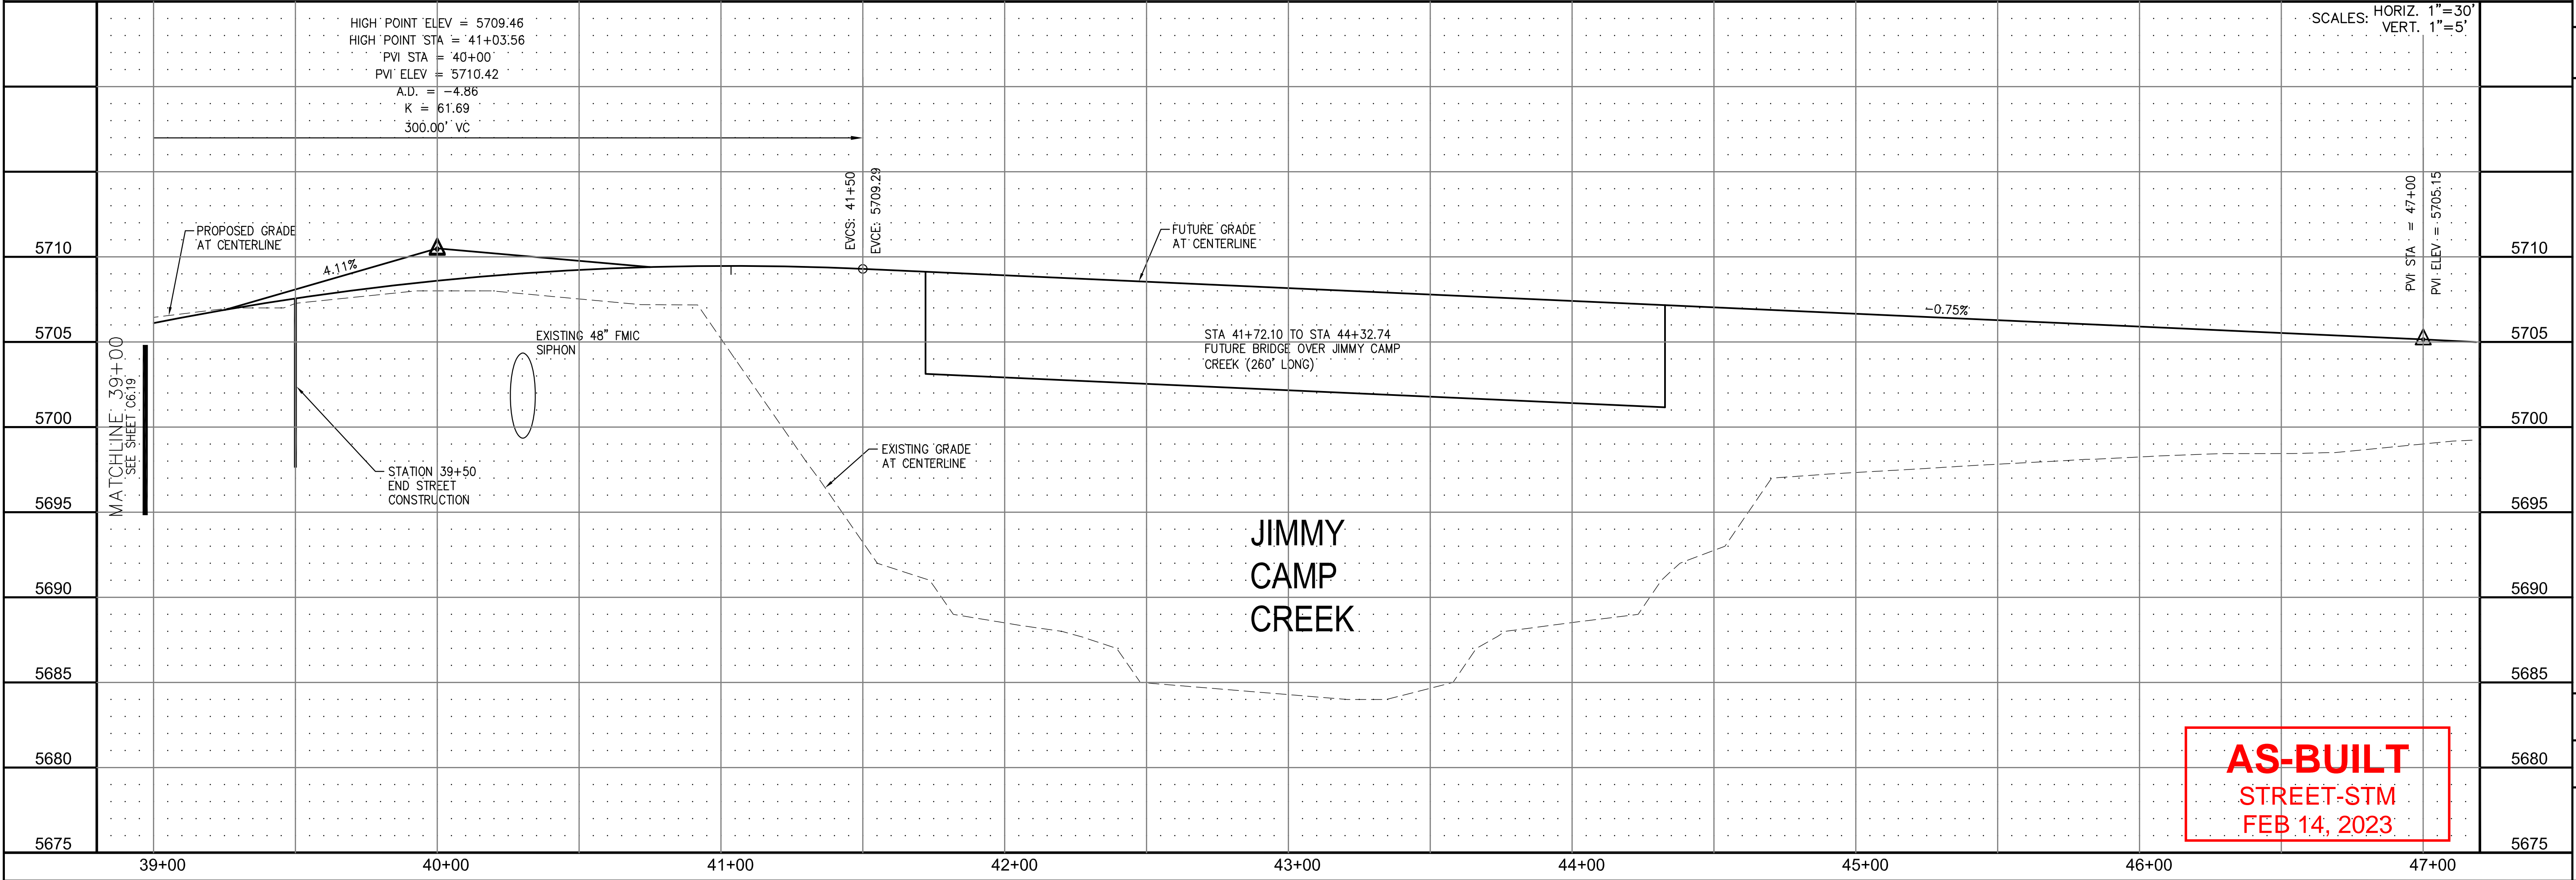 HIGH POINT ELEV = 5709.46
HIGH POINT STA = 41+03.56
PVI STA = 40+00
PVI ELEV = 5710.42
A.D. = -4.86
K = 61.69
300.00' VC
SCALES: HORIZ. 1"=30'
VERT. 1"=5'
EVCS: 41+50
EVCE: 5709.29
PVI STA = 47+00
PVI ELEV = 5705.15
PROPOSED GRADE
AT CENTERLINE
4.11%
FUTURE GRADE
AT CENTERLINE
-0.75%
EXISTING 48" FMIC
SIPHON
STA 41+72.10 TO STA 44+32.74
FUTURE BRIDGE OVER JIMMY CAMP
CREEK (260' LONG)
MATCHLINE 39+00
SEE SHEET C6.19
STATION 39+50
END STREET
CONSTRUCTION
EXISTING GRADE
AT CENTERLINE
JIMMY
CAMP
CREEK
AS-BUILT
STREET-STM
FEB 14, 2023
5710
5705
5700
5695
5690
5685
5680
5675
5710
5705
5700
5695
5690
5685
5680
5675
39+00
40+00
41+00
42+00
43+00
44+00
45+00
46+00
47+00